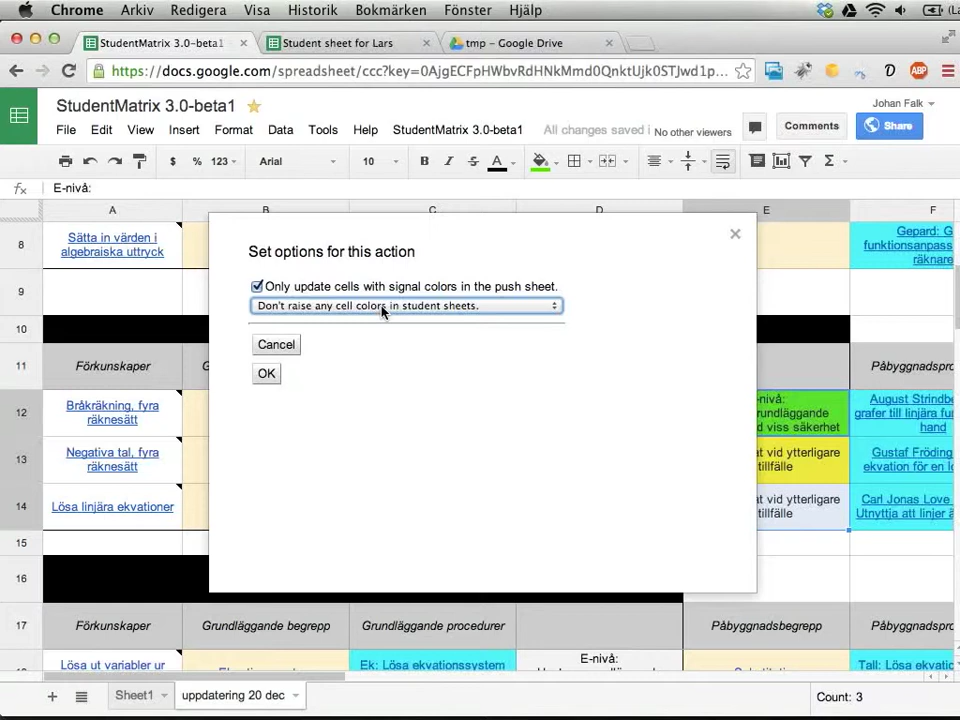 Chrome Arkiv Redigera Visa Historik Bokmärken Fönster Hjälp
StudentMatrix 3.0-beta1
Student sheet for Lars
tmp – Google Drive
https://docs.google.com/spreadsheet/ccc?key=0AjgECFpHWbvRdHNkMmd0QnktUjk0STJwd1p...
StudentMatrix 3.0-beta1
Johan Falk
File Edit View Insert Format Data Tools Help StudentMatrix 3.0-beta1 All changes saved i No other viewers
Comments
Share
$ % 123 Arial 10 B I S A Σ
fx E-nivå:
A B C D E F
8
Sätta in värden i
algebraiska uttryck
Gepard: G
funktionsanpass
räknare
9
10
11
Förkunskaper
Påbyggnadspro
12
Bråkräkning, fyra
räknesätt
-nivå:
rundläggande
d viss säkerhet
August Strindbe
grafer till linjära fu
hand
13
Negativa tal, fyra
räknesätt
at vid ytterligare
tillfälle
Gustaf Fröding
ekvation för en l
14
Lösa linjära ekvationer
at vid ytterligare
tillfälle
Carl Jonas Love
Utnyttja att linjer ä
15
16
17
Förkunskaper
Grundläggande begrepp
Grundläggande procedurer
Påbyggnadsbegrepp
Påbyggnadspro
Lösa ut variabler ur
Ek: Lösa ekvationssystem
E-nivå:
Tall: Lösa ekvatio
Set options for this action
Only update cells with signal colors in the push sheet.
Don't raise any cell colors in student sheets.
Cancel
OK
Sheet1
uppdatering 20 dec
Count: 3